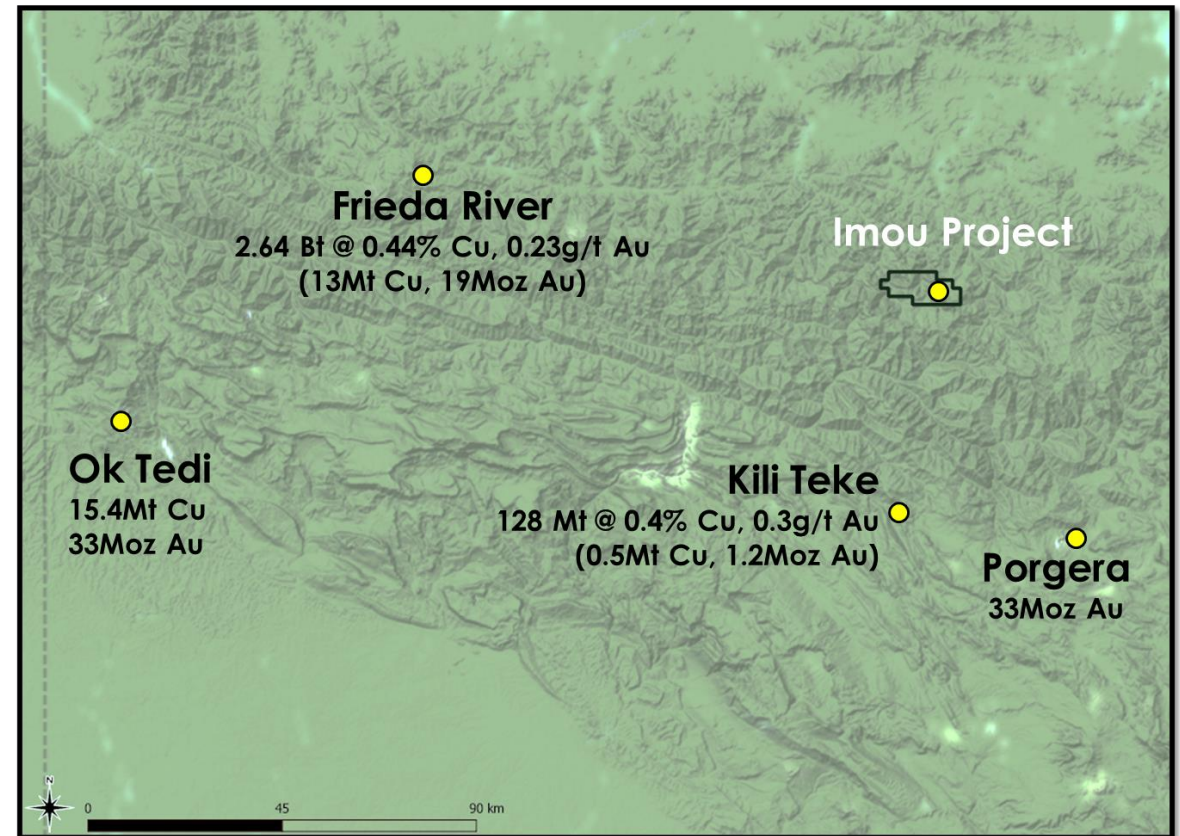 Frieda River
2.64 Bt @ 0.44% Cu, 0.23g/t Au
(13Mt Cu, 19Moz Au)
Imou Project
Ok Tedi
15.4Mt Cu
33Moz Au
Kili Teke
128 Mt @ 0.4% Cu, 0.3g/t Au
(0.5Mt Cu, 1.2Moz Au)
Porgera
33Moz Au
N
0 45 90 km